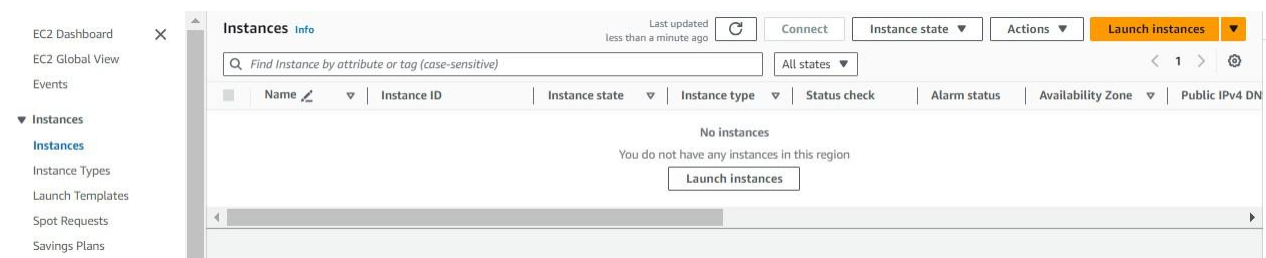 EC2 Dashboard
EC2 Global View
Events
Instances
Instances
Instance Types
Launch Templates
Spot Requests
Savings Plans
Instances Info
Last updated
less than a minute ago
Connect
Instance state
Actions
Launch instances
Find Instance by attribute or tag (case-sensitive)
All states
1
Name
Instance ID
Instance state
Instance type
Status check
Alarm status
Availability Zone
Public IPv4 DN
No instances
You do not have any instances in this region
Launch instances